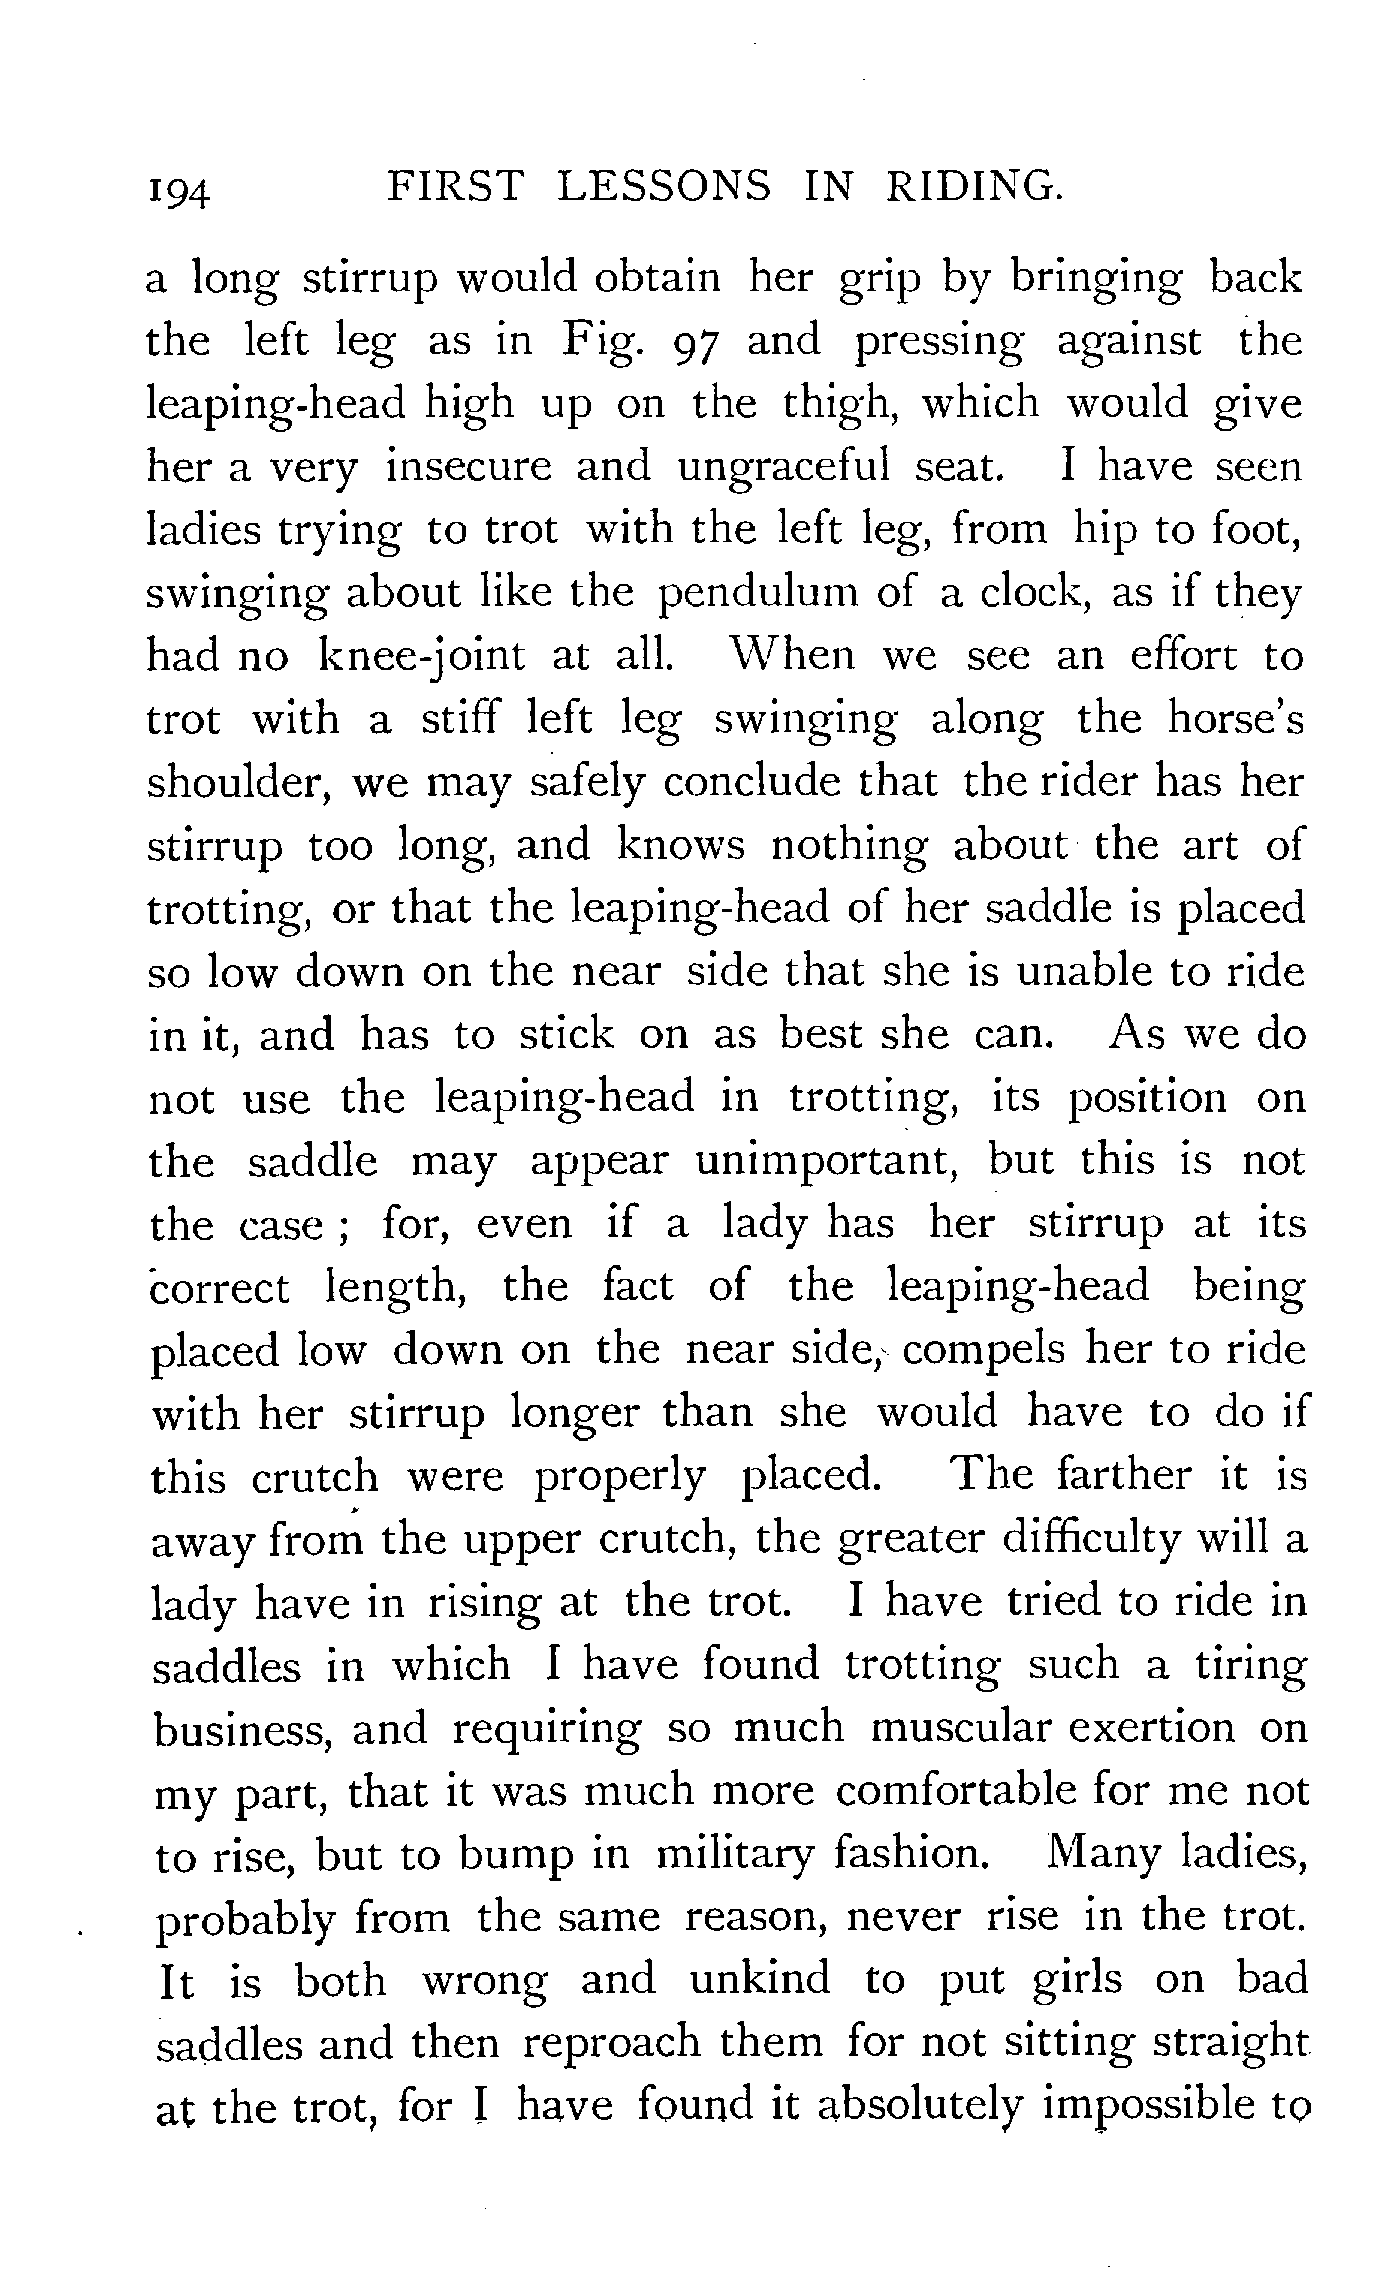 194 FIRST LESSONS IN RIDING.
a long stirrup would obtain her grip by bringing back
the left leg as in Fig. 97 and pressing against the
leaping-head high up on the thigh, which would give
her a very insecure and ungraceful seat. I have seen
ladies trying to trot with the left leg, from hip to foot,
swinging about like the pendulum of a clock, as if they
had no knee-joint at all. When we see an effort to
trot with a stiff left leg swinging along the horse's
shoulder, we may safely conclude that the rider has her
stirrup too long, and knows nothing about the art of
trotting, or that the leaping-head of her saddle is placed
so low down on the near side that she is unable to ride
in it, and has to stick on as best she can. As we do
not use the leaping-head in trotting, its position on
the saddle may appear unimportant, but this is not
the case ; for, even if a lady has her stirrup at its
correct length, the fact of the leaping-head being
placed low down on the near side, compels her to ride
with her stirrup longer than she would have to do if
this crutch were properly placed. The farther it is
away from the upper crutch, the greater difficulty will a
lady have in rising at the trot. I have tried to ride in
saddles in which I have found trotting such a tiring
business, and requiring so much muscular exertion on
my part, that it was much more comfortable for me not
to rise, but to bump in military fashion. Many ladies,
probably from the same reason, never rise in the trot.
It is both wrong and unkind to put girls on bad
saddles and then reproach them for not sitting straight
at the trot, for I have found it absolutely impossible to